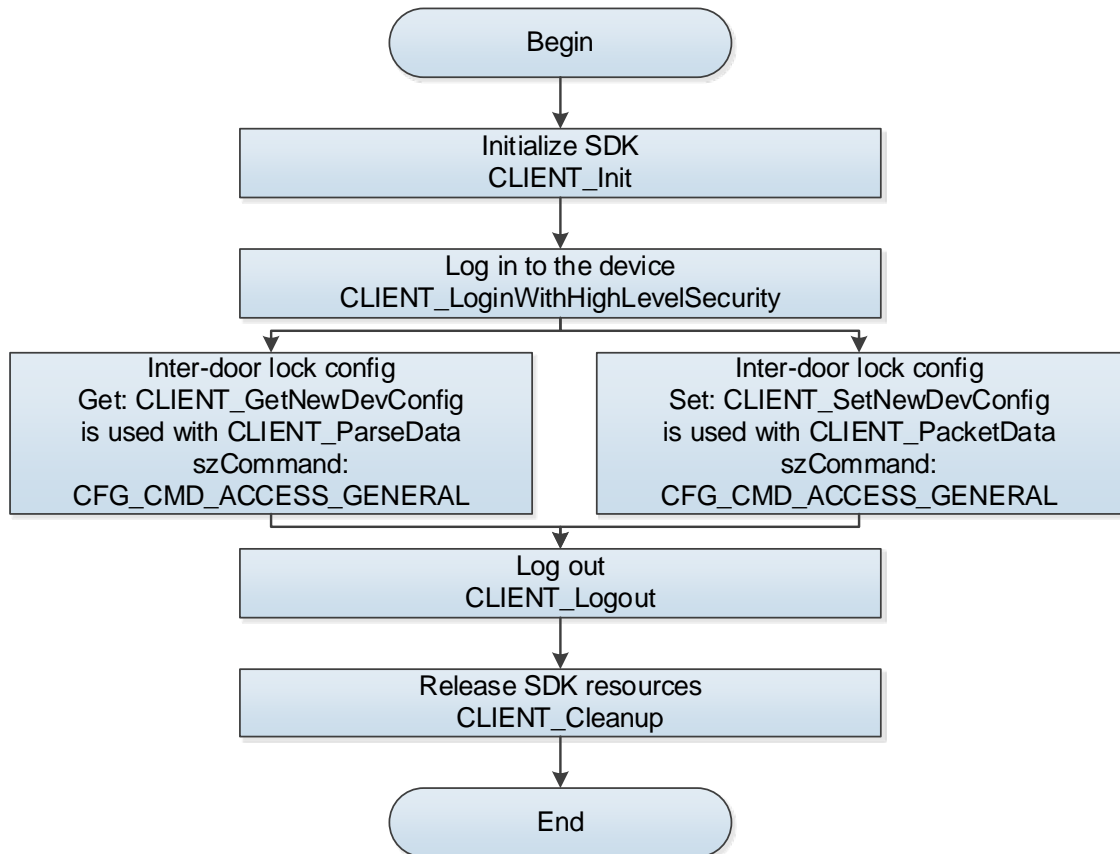 Begin
Initialize SDK
CLIENT_Init
Log in to the device
CLIENT_LoginWithHighLevelSecurity
Inter-door lock config
Get: CLIENT_GetNewDevConfig
is used with CLIENT_ParseData
szCommand:
CFG_CMD_ACCESS_GENERAL
Inter-door lock config
Set: CLIENT_SetNewDevConfig
is used with CLIENT_PacketData
szCommand:
CFG_CMD_ACCESS_GENERAL
Log out
CLIENT_Logout
Release SDK resources
CLIENT_Cleanup
End